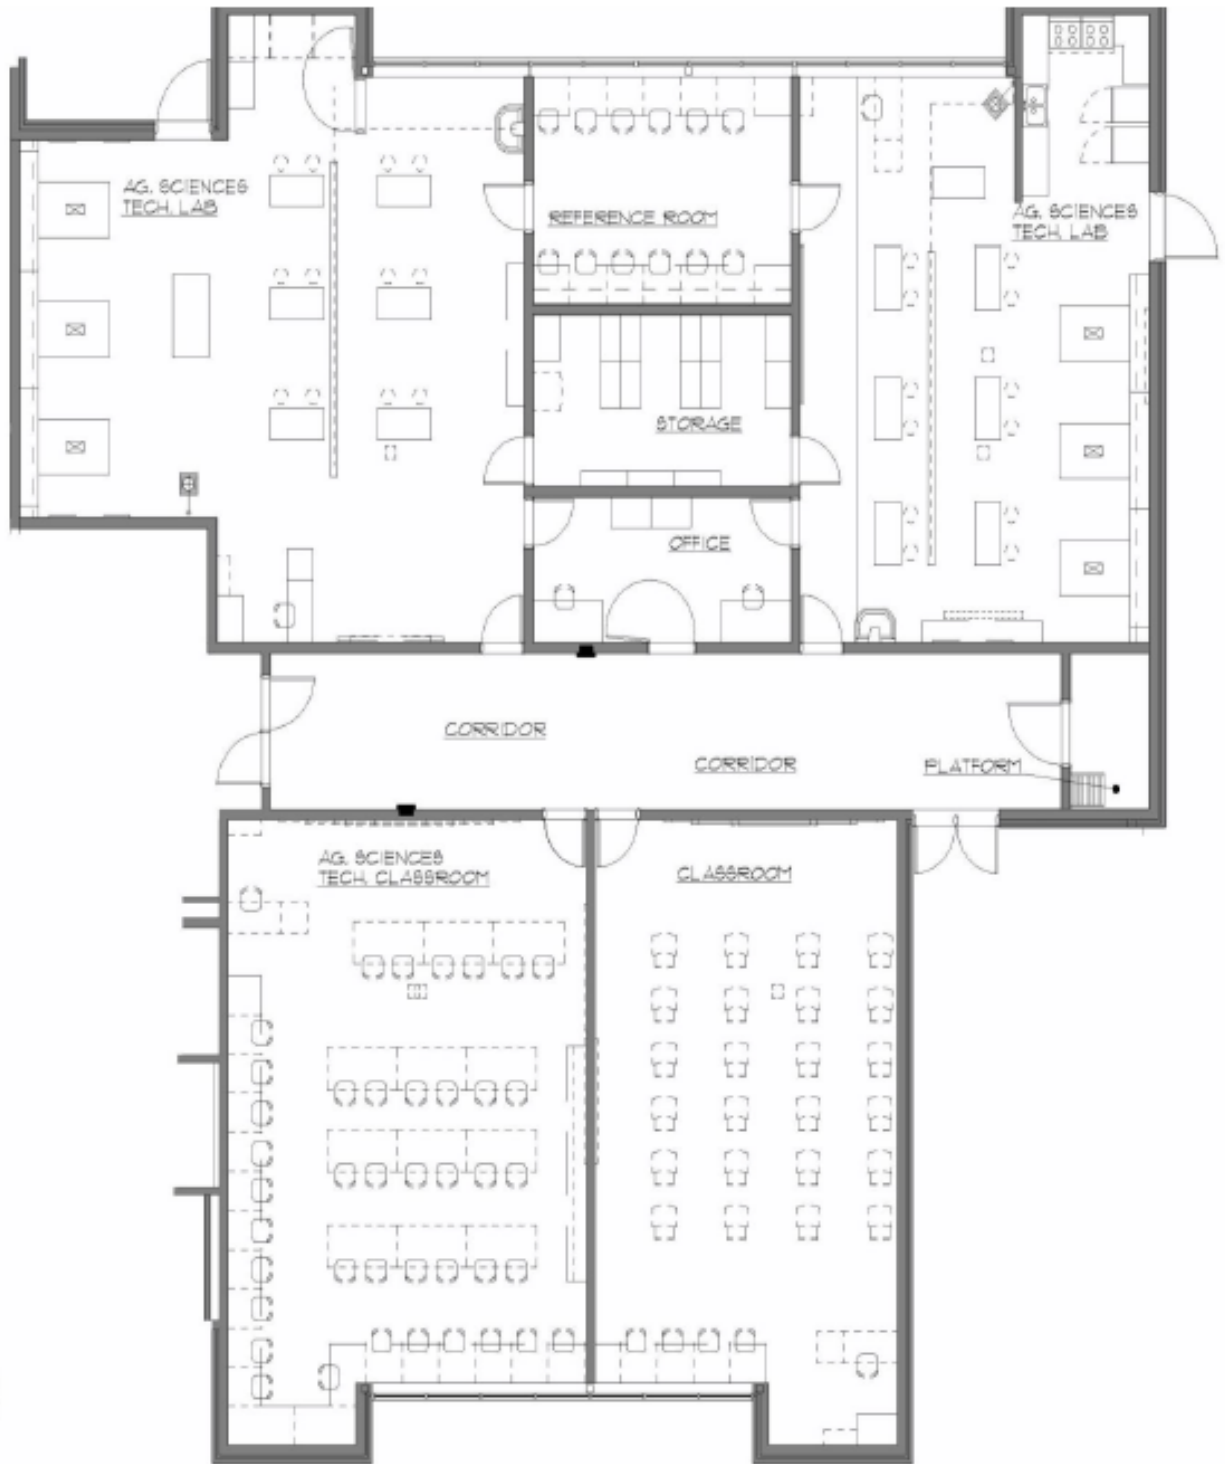 AG. SCIENCES
TECH. LAB
REFERENCE ROOM
AG. SCIENCES
TECH. LAB
STORAGE
OFFICE
CORRIDOR
CORRIDOR
PLATFORM
AG. SCIENCES
TECH. CLASSROOM
CLASSROOM